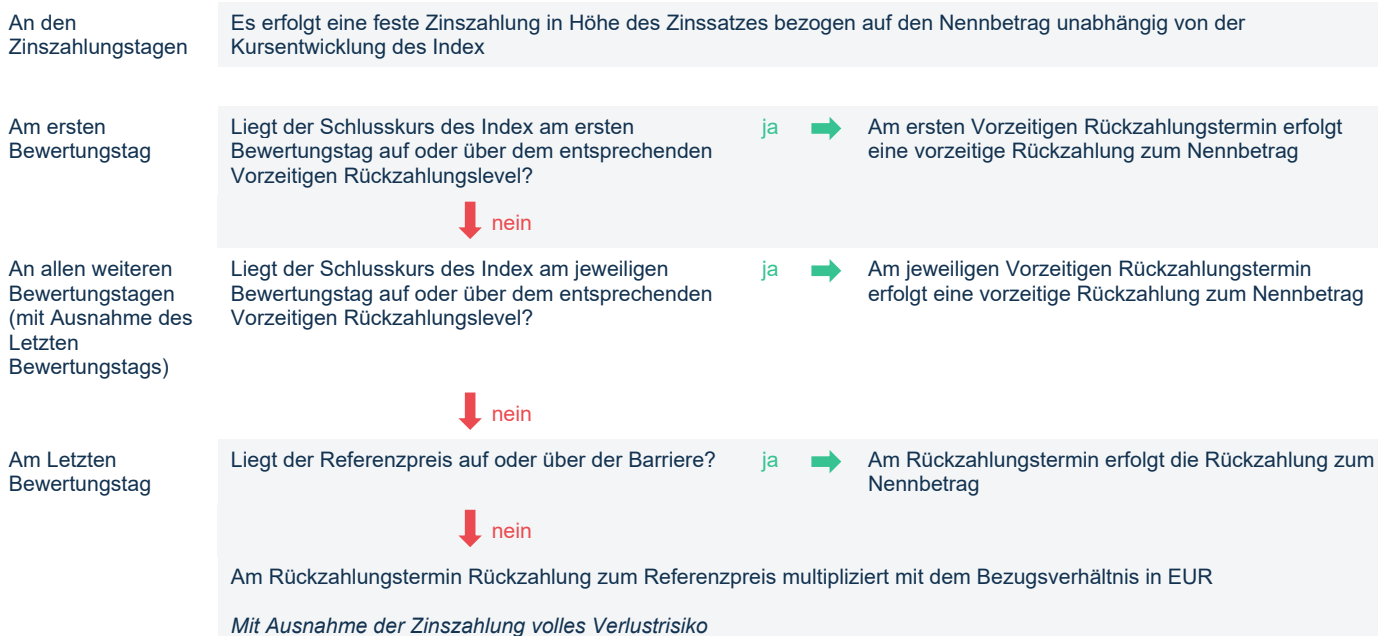 An den
Zinszahlungstagen
Es erfolgt eine feste Zinszahlung in Höhe des Zinssatzes bezogen auf den Nennbetrag unabhängig von der
Kursentwicklung des Index
Am ersten
Bewertungstag
Liegt der Schlusskurs des Index am ersten
Bewertungstag auf oder über dem entsprechenden
Vorzeitigen Rückzahlungslevel?
ja
Am ersten Vorzeitigen Rückzahlungstermin erfolgt
eine vorzeitige Rückzahlung zum Nennbetrag
nein
An allen weiteren
Bewertungstagen
(mit Ausnahme des
Letzten
Bewertungstags)
Liegt der Schlusskurs des Index am jeweiligen
Bewertungstag auf oder über dem entsprechenden
Vorzeitigen Rückzahlungslevel?
ja
Am jeweiligen Vorzeitigen Rückzahlungstermin
erfolgt eine vorzeitige Rückzahlung zum Nennbetrag
nein
Am Letzten
Bewertungstag
Liegt der Referenzpreis auf oder über der Barriere?
ja
Am Rückzahlungstermin erfolgt die Rückzahlung zum
Nennbetrag
nein
Am Rückzahlungstermin Rückzahlung zum Referenzpreis multipliziert mit dem Bezugsverhältnis in EUR
Mit Ausnahme der Zinszahlung volles Verlustrisiko